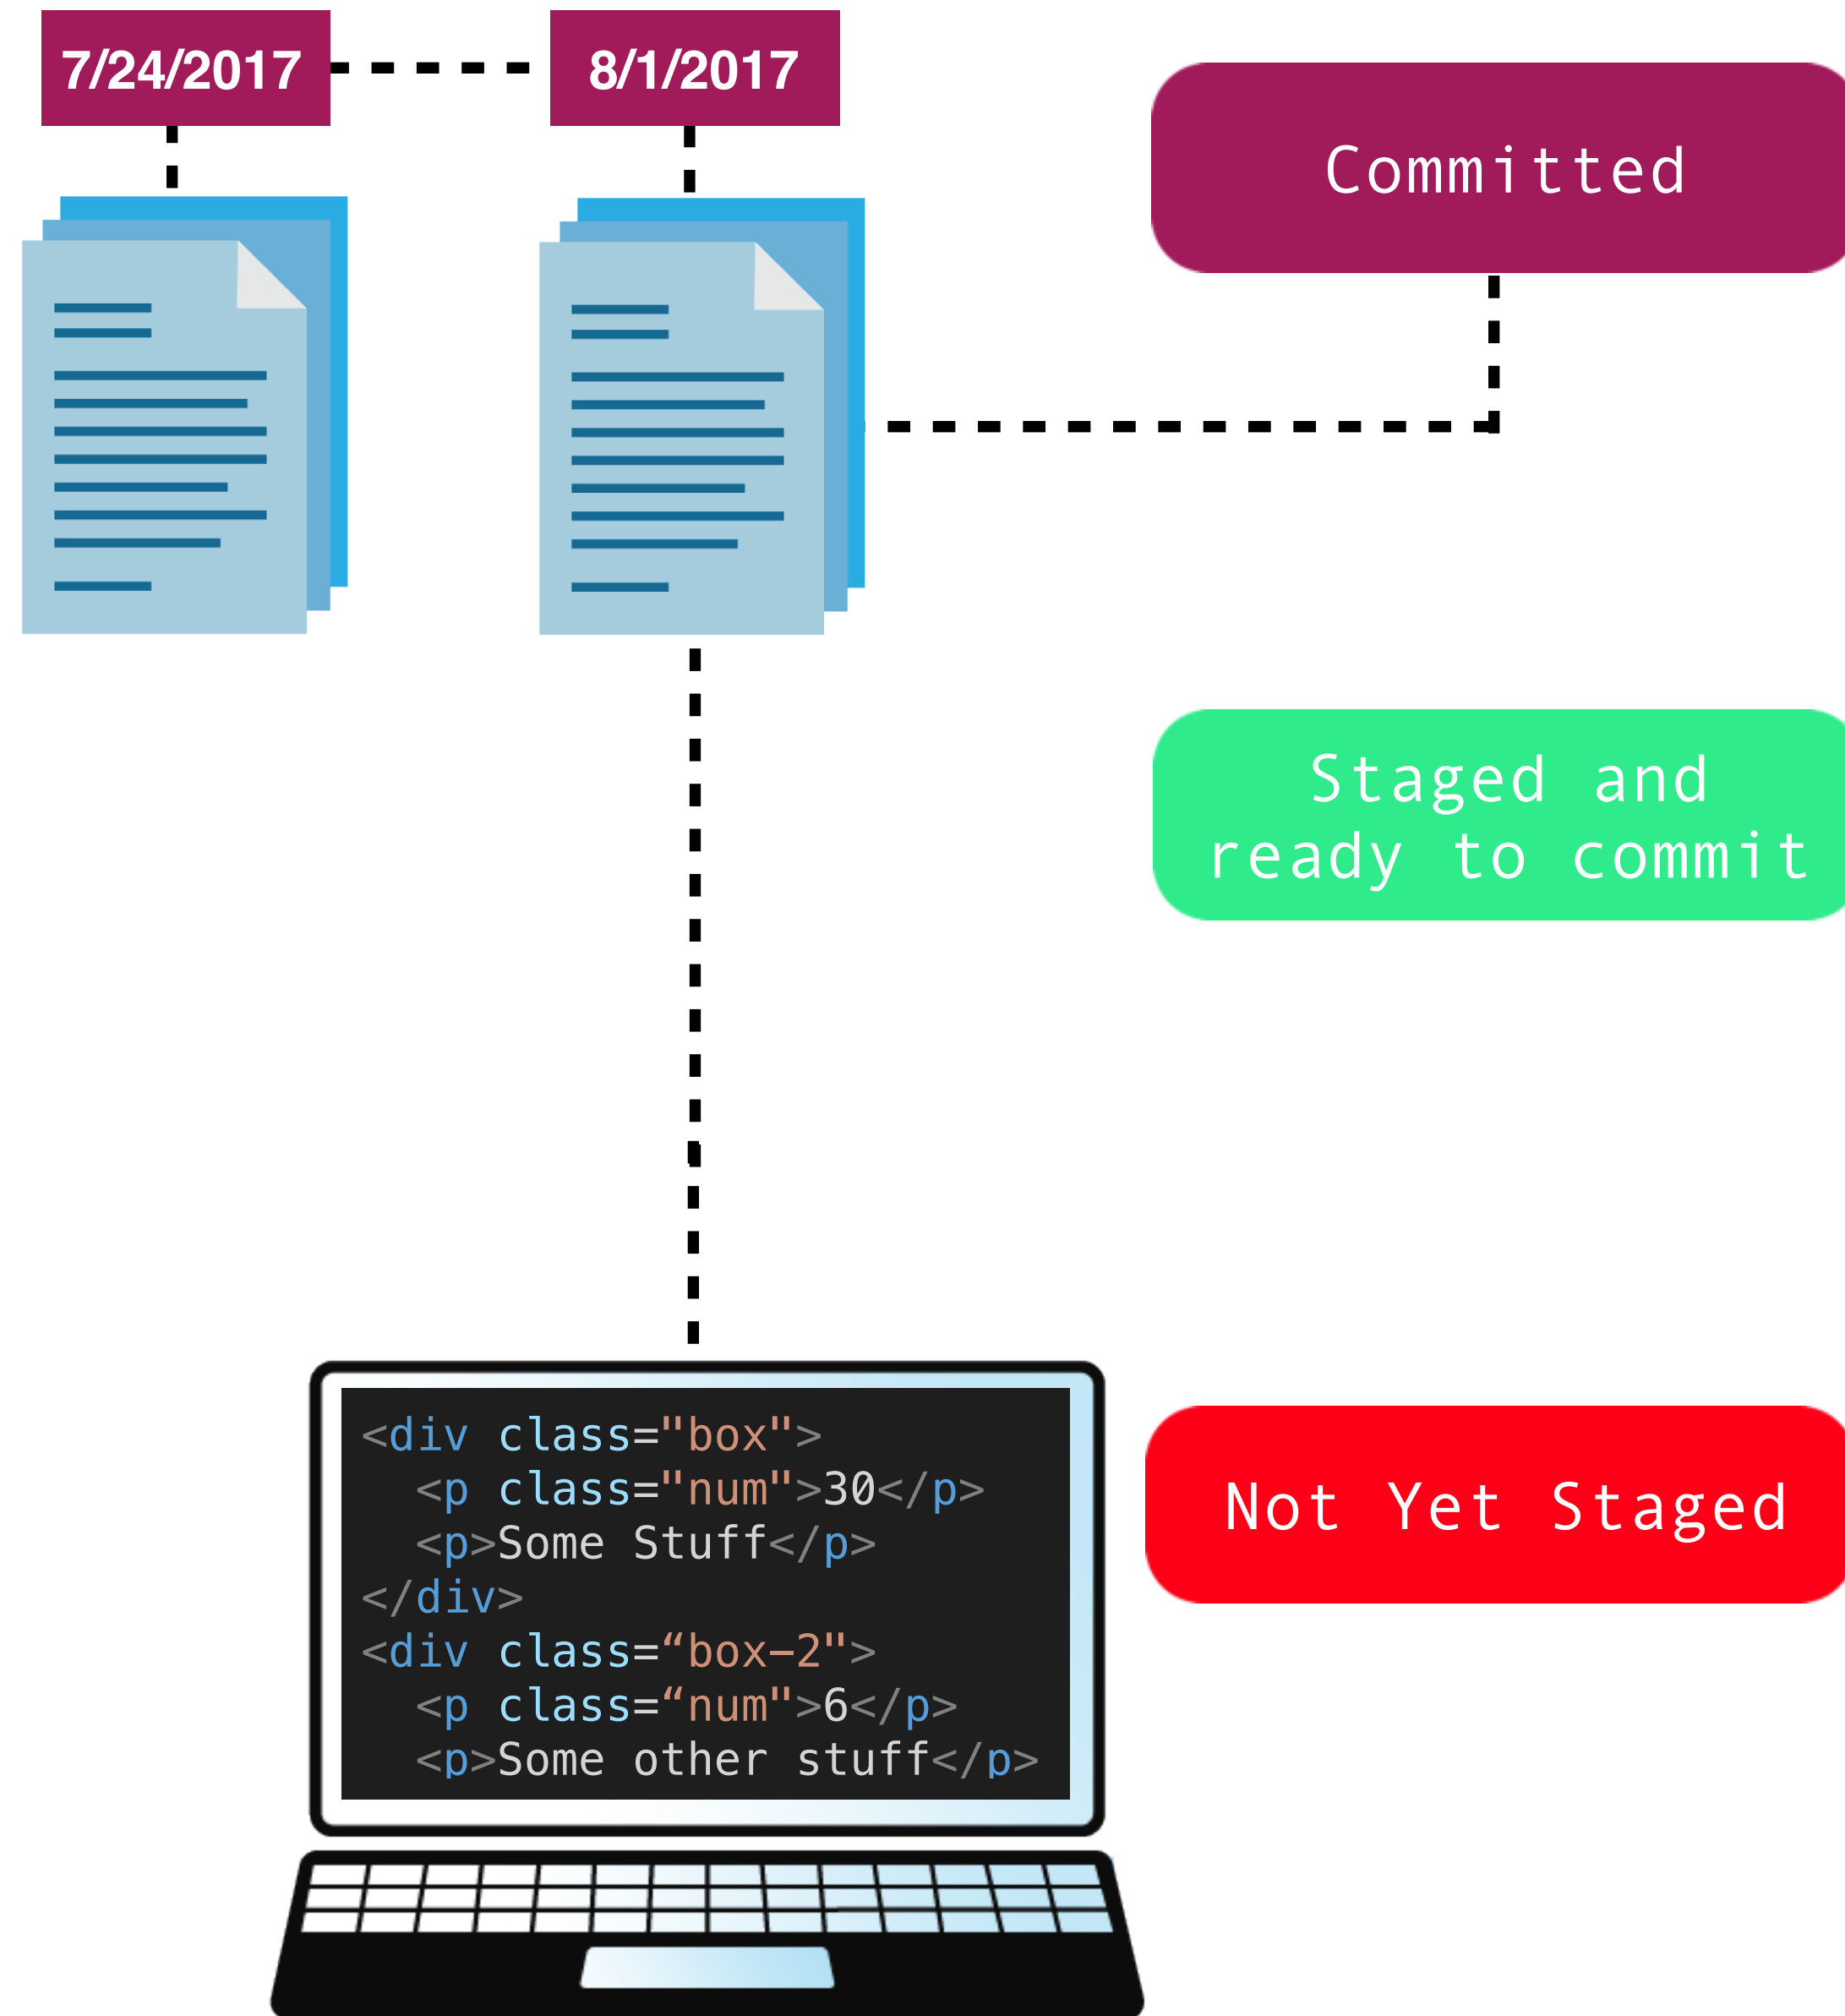 7/24/2017
8/1/2017
Committed
Staged and
ready to commit
<div class="box">
  <p class="num">30</p>
  <p>Some Stuff</p>
</div>
<div class=“box-2">
  <p class=“num">6</p>
  <p>Some other stuff</p>
Not Yet Staged